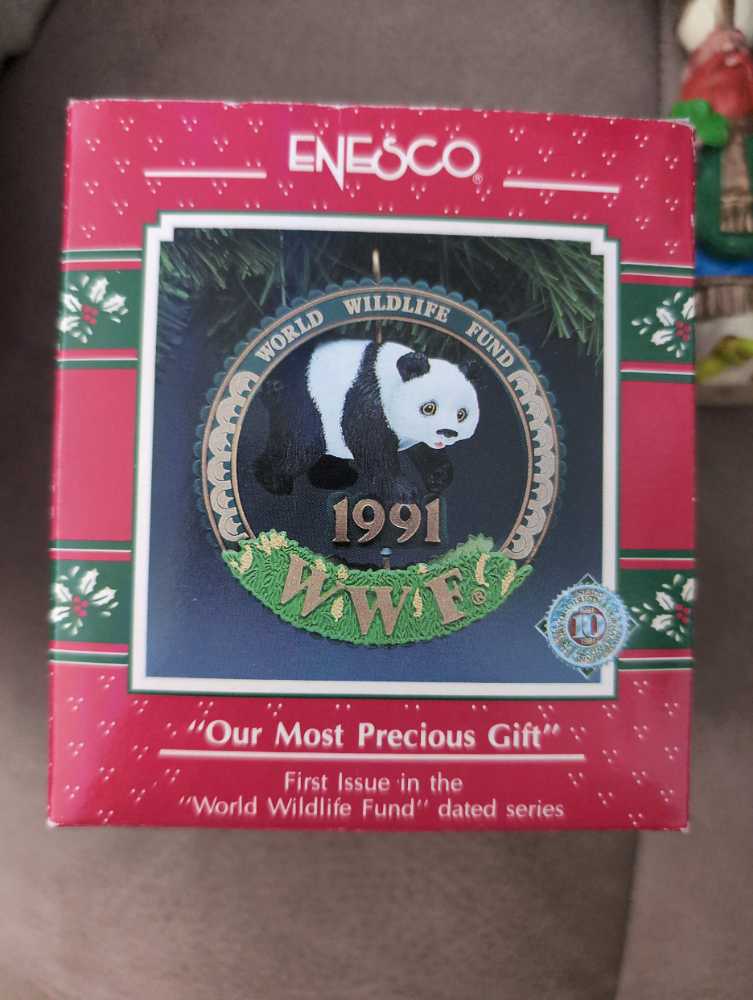 ENESCO®
WORLD WILDLIFE FUND
1991
WWF®
10
"Our Most Precious Gift"
First Issue in the
"World Wildlife Fund" dated series